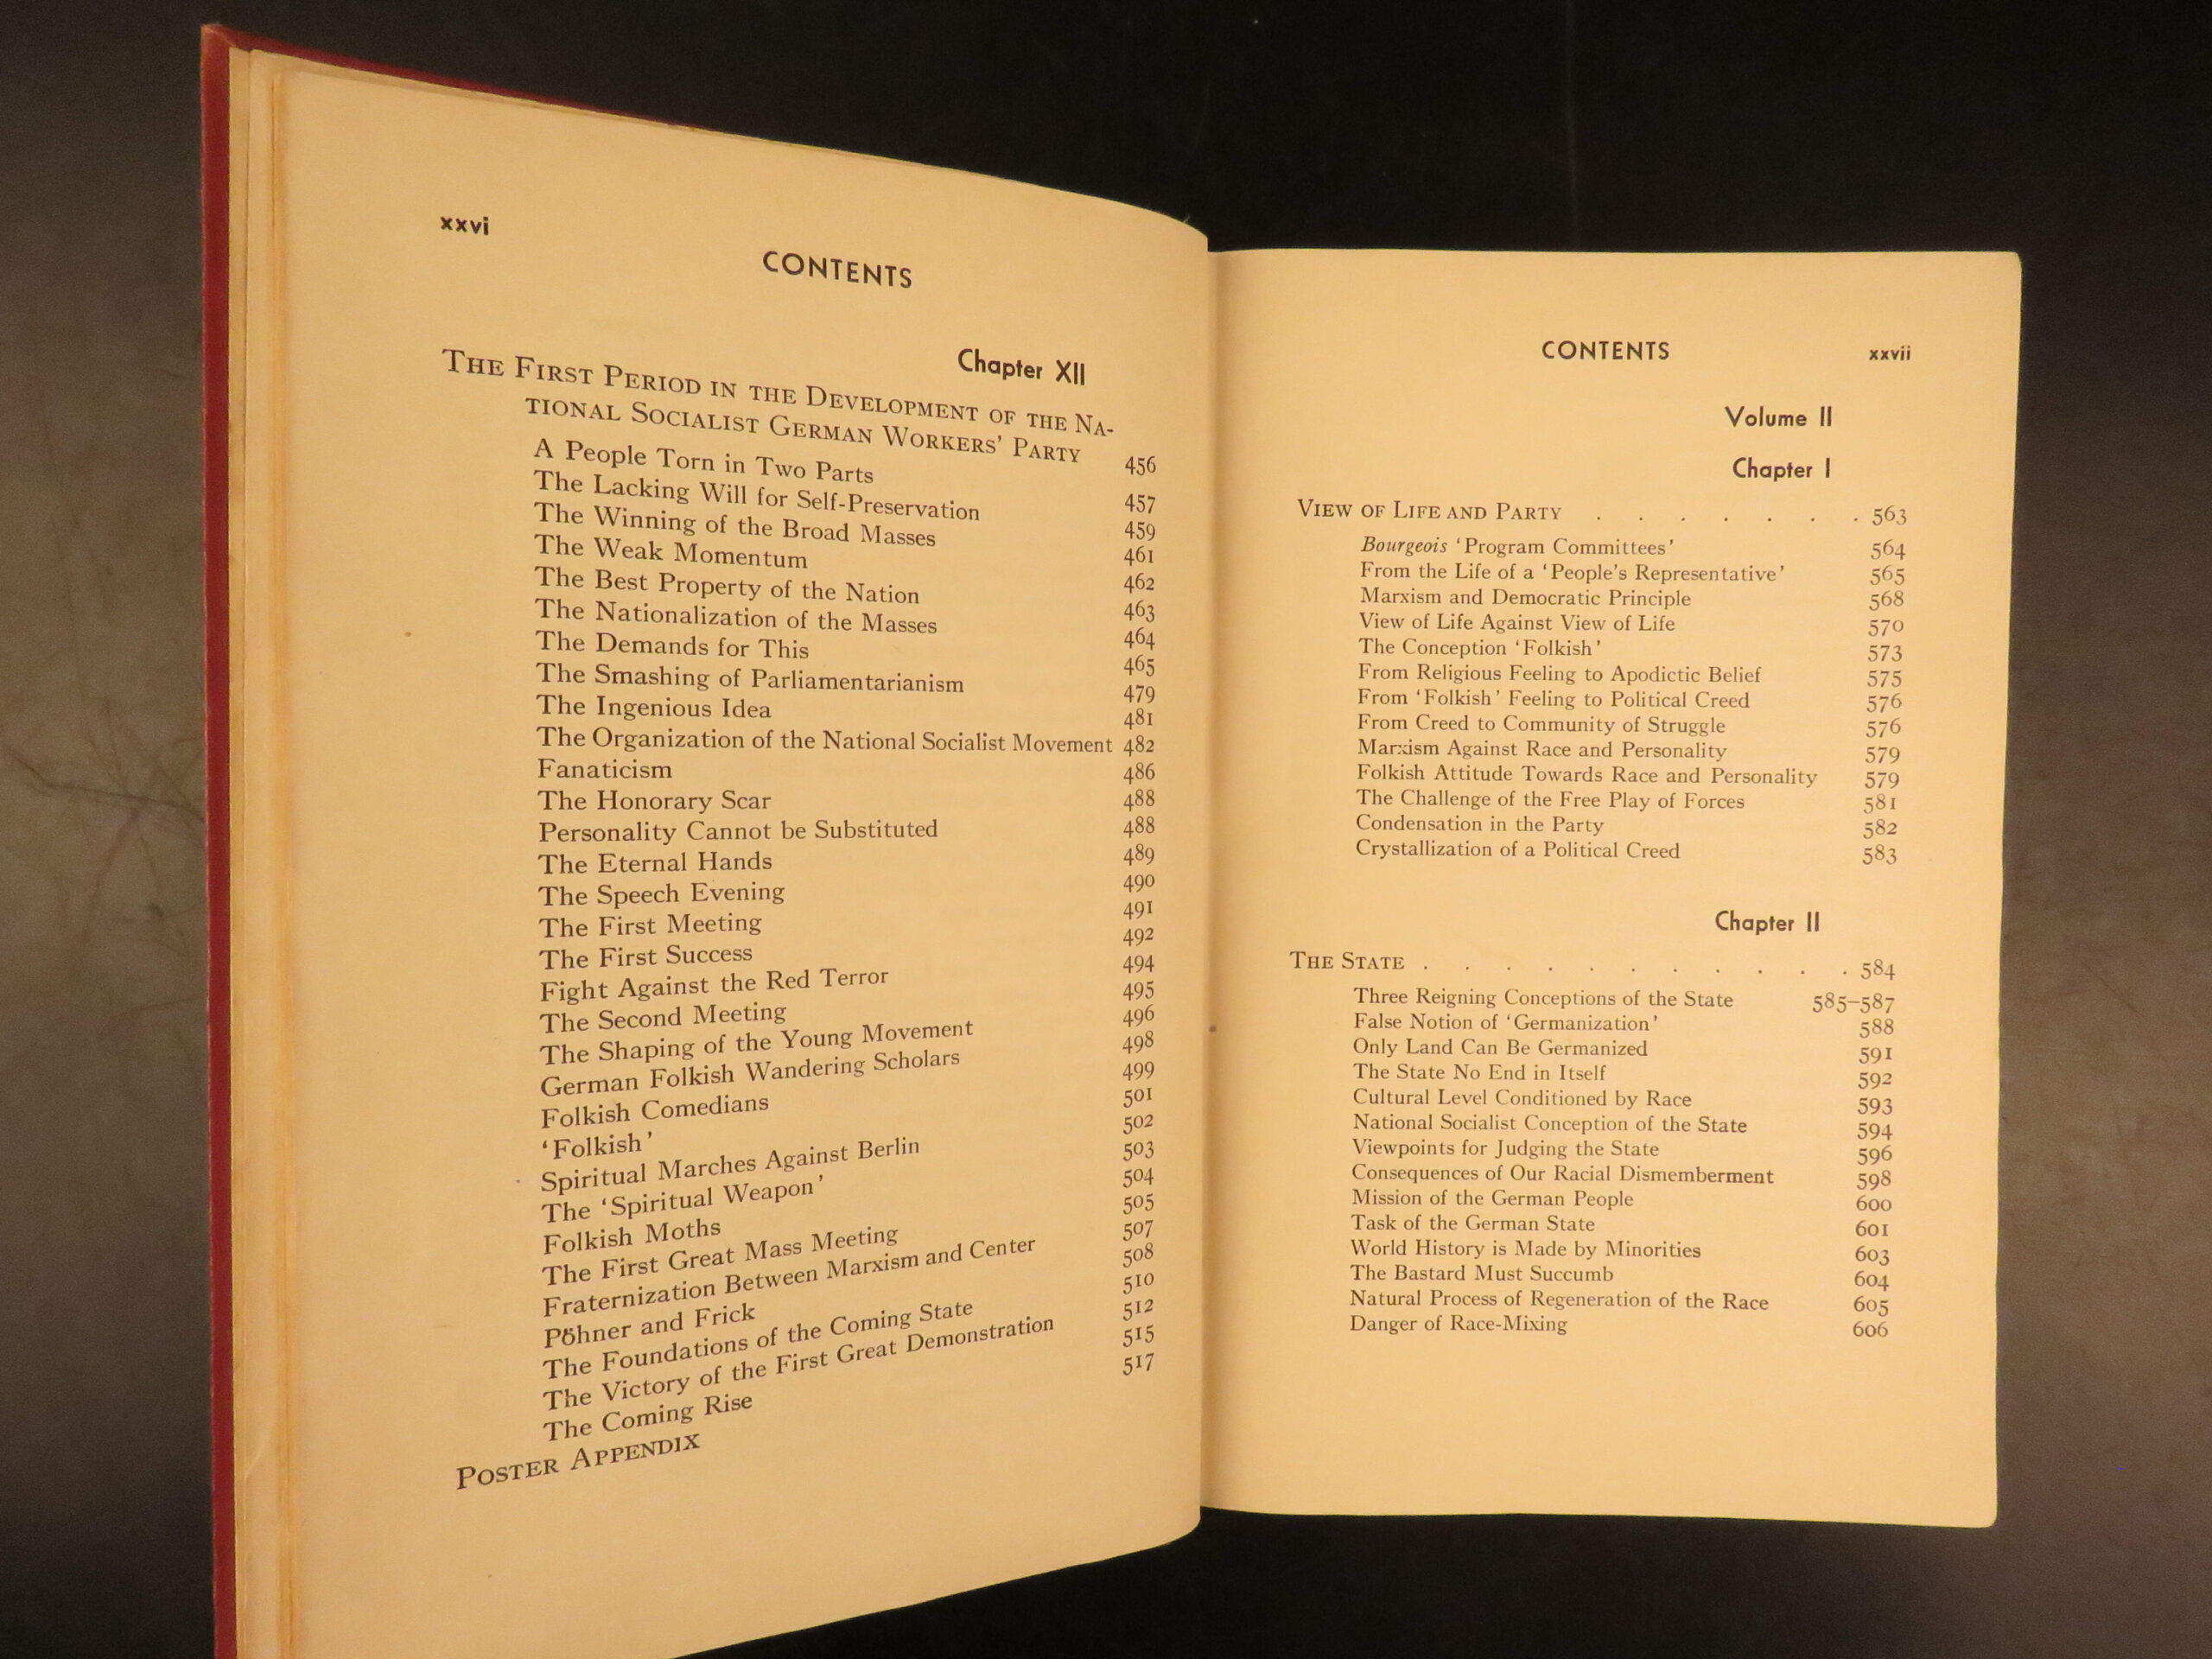 xxvi
CONTENTS
Chapter XII
The First Period in the Development of the Na-
tional Socialist German Workers' Party 456
A People Torn in Two Parts 457
The Lacking Will for Self-Preservation 459
The Winning of the Broad Masses 461
The Weak Momentum 462
The Best Property of the Nation 463
The Nationalization of the Masses 464
The Demands for This 465
The Smashing of Parliamentarianism 479
The Ingenious Idea 481
The Organization of the National Socialist Movement 482
Fanaticism 486
The Honorary Scar 488
Personality Cannot be Substituted 488
The Eternal Hands 489
The Speech Evening 490
The First Meeting 491
The First Success 492
Fight Against the Red Terror 494
The Second Meeting 495
The Shaping of the Young Movement 496
German Folkish Wandering Scholars 498
Folkish Comedians 499
'Folkish' 501
Spiritual Marches Against Berlin 502
The 'Spiritual Weapon' 503
Folkish Moths 504
The First Great Mass Meeting 505
Fraternization Between Marxism and Center 507
Pöhner and Frick 508
The Foundations of the Coming State 510
The Victory of the First Great Demonstration 512
The Coming Rise 515
Poster Appendix 517
CONTENTS xxvii
Volume II
Chapter I
View of Life and Party . . . . . . . 563
Bourgeois 'Program Committees' 564
From the Life of a 'People's Representative' 565
Marxism and Democratic Principle 568
View of Life Against View of Life 570
The Conception 'Folkish' 573
From Religious Feeling to Apodictic Belief 575
From 'Folkish' Feeling to Political Creed 576
From Creed to Community of Struggle 576
Marxism Against Race and Personality 579
Folkish Attitude Towards Race and Personality 579
The Challenge of the Free Play of Forces 581
Condensation in the Party 582
Crystallization of a Political Creed 583
Chapter II
The State . . . . . . . . . . . 584
Three Reigning Conceptions of the State 585–587
False Notion of 'Germanization' 588
Only Land Can Be Germanized 591
The State No End in Itself 592
Cultural Level Conditioned by Race 593
National Socialist Conception of the State 594
Viewpoints for Judging the State 596
Consequences of Our Racial Dismemberment 598
Mission of the German People 600
Task of the German State 601
World History is Made by Minorities 603
The Bastard Must Succumb 604
Natural Process of Regeneration of the Race 605
Danger of Race-Mixing 606